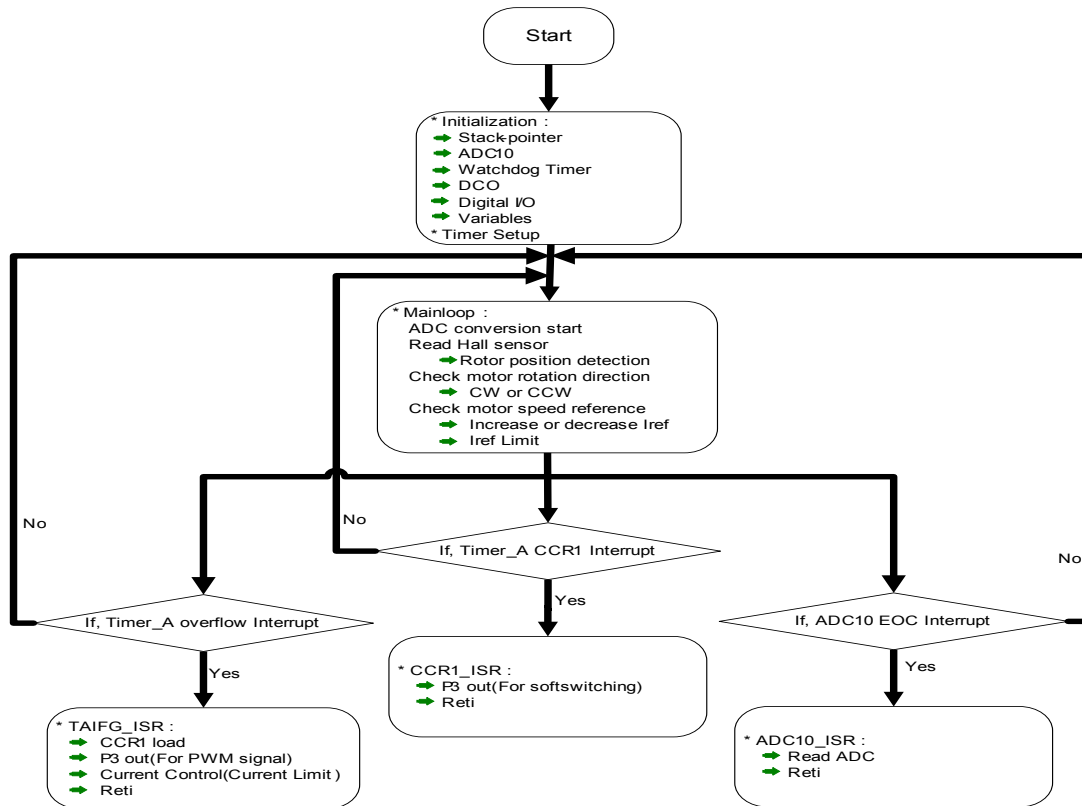 Start
* Initialization :
Stack-pointer
ADC10
Watchdog Timer
DCO
Digital I/O
Variables
* Timer Setup
* Mainloop :
ADC conversion start
Read Hall sensor
Rotor position detection
Check motor rotation direction
CW or CCW
Check motor speed reference
Increase or decrease Iref
Iref Limit
No
No
No
If, Timer_A CCR1 Interrupt
If, Timer_A overflow Interrupt
If, ADC10 EOC Interrupt
Yes
Yes
Yes
* CCR1_ISR :
P3 out(For softswitching)
Reti
* TAIFG_ISR :
CCR1 load
P3 out(For PWM signal)
Current Control(Current Limit)
Reti
* ADC10_ISR :
Read ADC
Reti